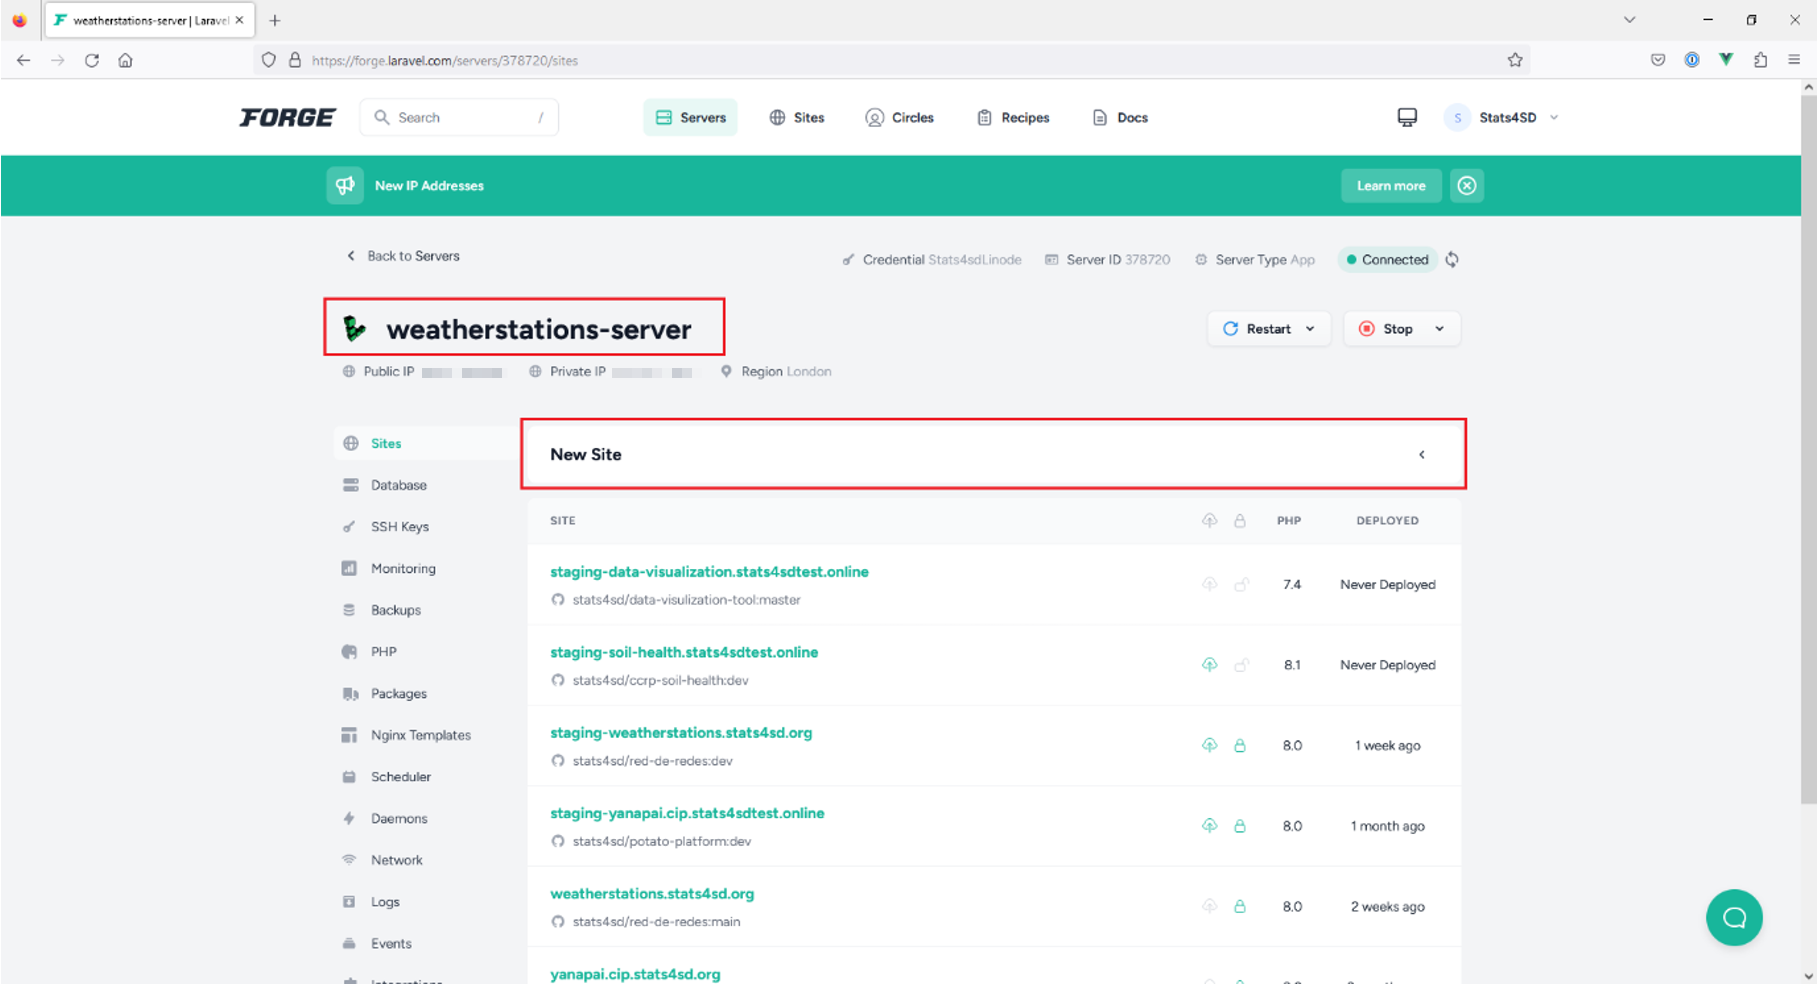 weatherstations-server | Laravel
https://forge.laravel.com/servers/378720/sites
FORGE
Search /
Servers
Sites
Circles
Recipes
Docs
S
Stats4SD
New IP Addresses
Learn more
Back to Servers
Credential Stats4sdLinode
Server ID 378720
Server Type App
Connected
weatherstations-server
Restart
Stop
Public IP
Private IP
Region London
Sites
Database
SSH Keys
Monitoring
Backups
PHP
Packages
Nginx Templates
Scheduler
Daemons
Network
Logs
Events
Integrations
New Site
SITE PHP DEPLOYED
staging-data-visualization.stats4sdtest.online
stats4sd/data-visulization-tool:master
7.4 Never Deployed
staging-soil-health.stats4sdtest.online
stats4sd/ccrp-soil-health:dev
8.1 Never Deployed
staging-weatherstations.stats4sd.org
stats4sd/red-de-redes:dev
8.0 1 week ago
staging-yanapai.cip.stats4sdtest.online
stats4sd/potato-platform:dev
8.0 1 month ago
weatherstations.stats4sd.org
stats4sd/red-de-redes:main
8.0 2 weeks ago
yanapai.cip.stats4sd.org